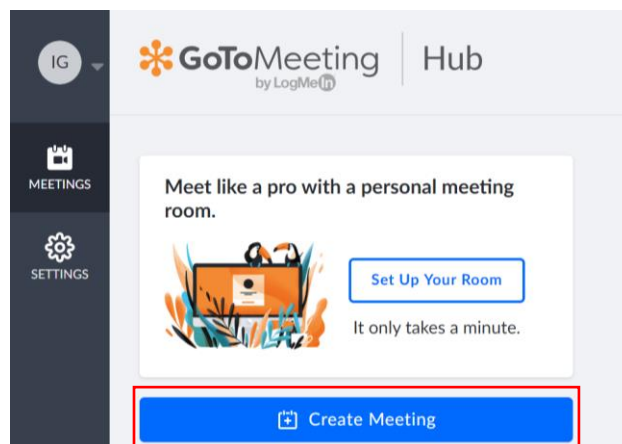 IG
GoToMeeting
by LogMeIn
Hub
MEETINGS
SETTINGS
Meet like a pro with a personal meeting
room.
Set Up Your Room
It only takes a minute.
Create Meeting